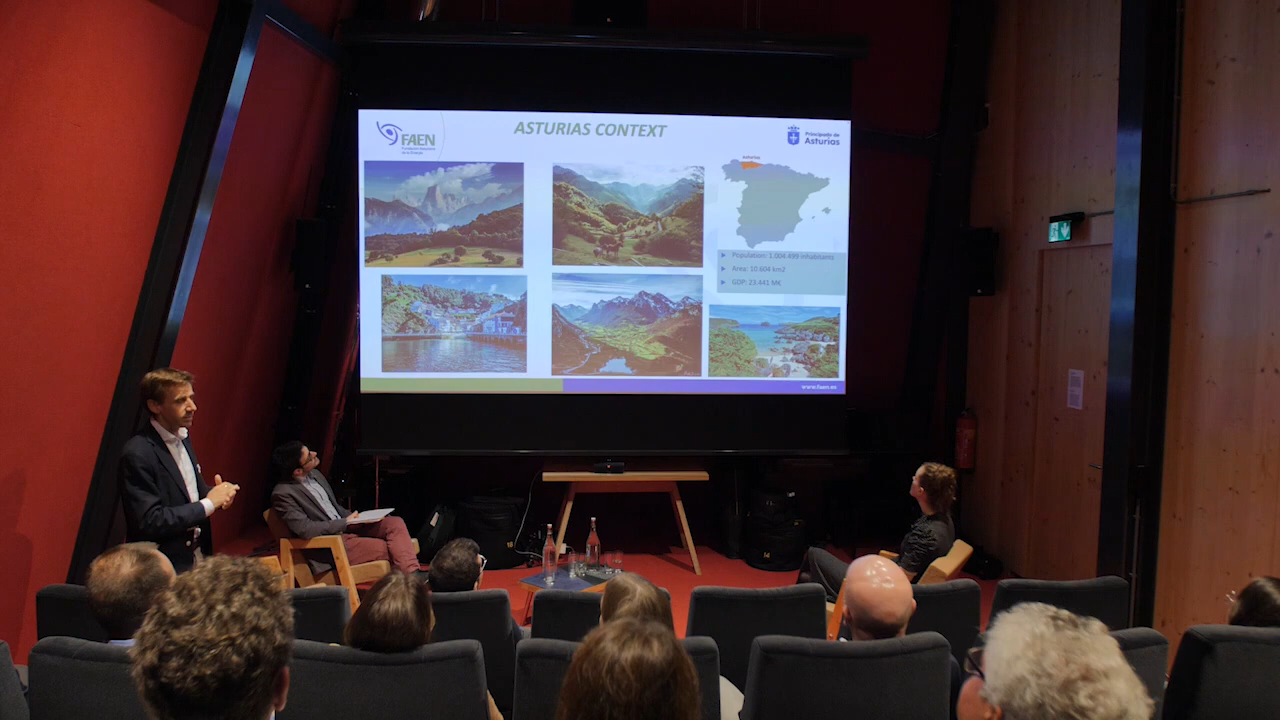 FAEN
ASTURIAS CONTEXT
Principado de
Asturias
Asturias
Population: 1.004.499 inhabitants
Area: 10.604 km2
GDP: 23.441 M€
www.faen.es